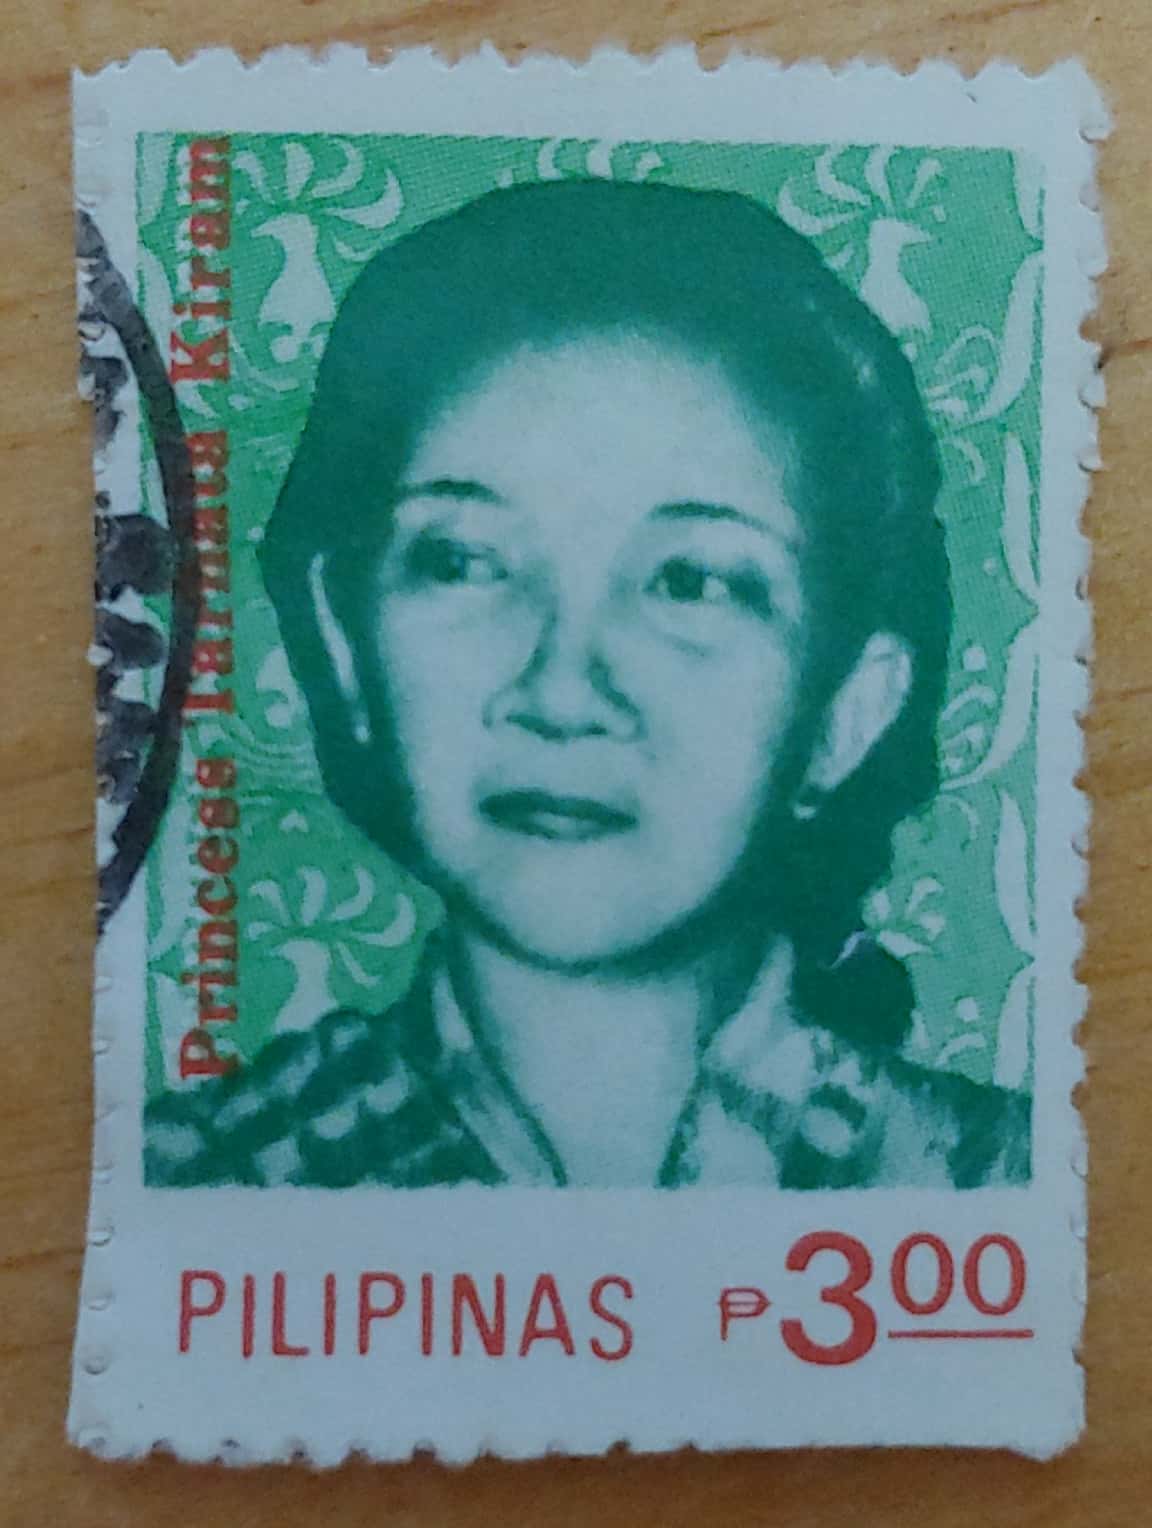 Princess Tarhata Kiram
PILIPINAS ₱3.00